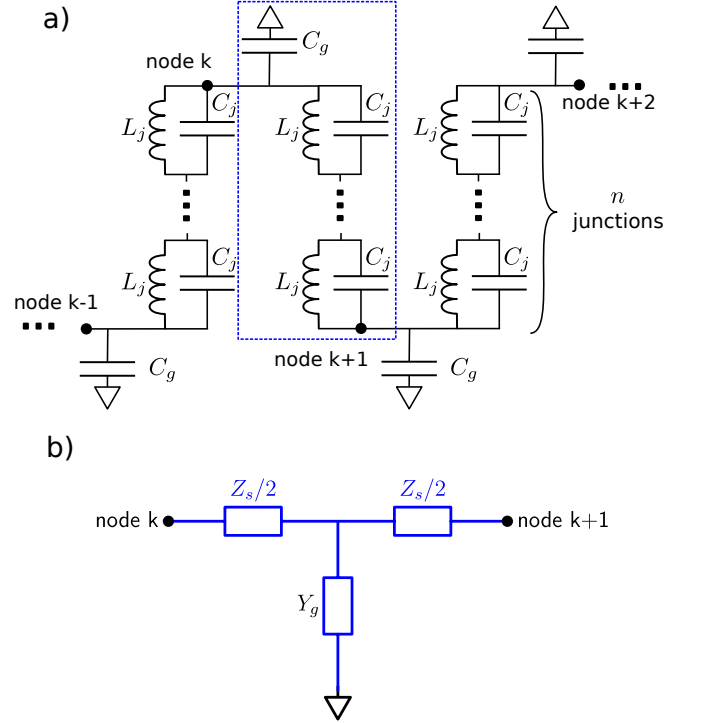 a)
C_g
node k
C_j
C_j
C_j
node k+2
L_j
L_j
L_j
n
junctions
C_j
C_j
C_j
L_j
L_j
L_j
node k-1
node k+1
C_g
C_g
b)
Z_s/2
Z_s/2
node k
node k+1
Y_g